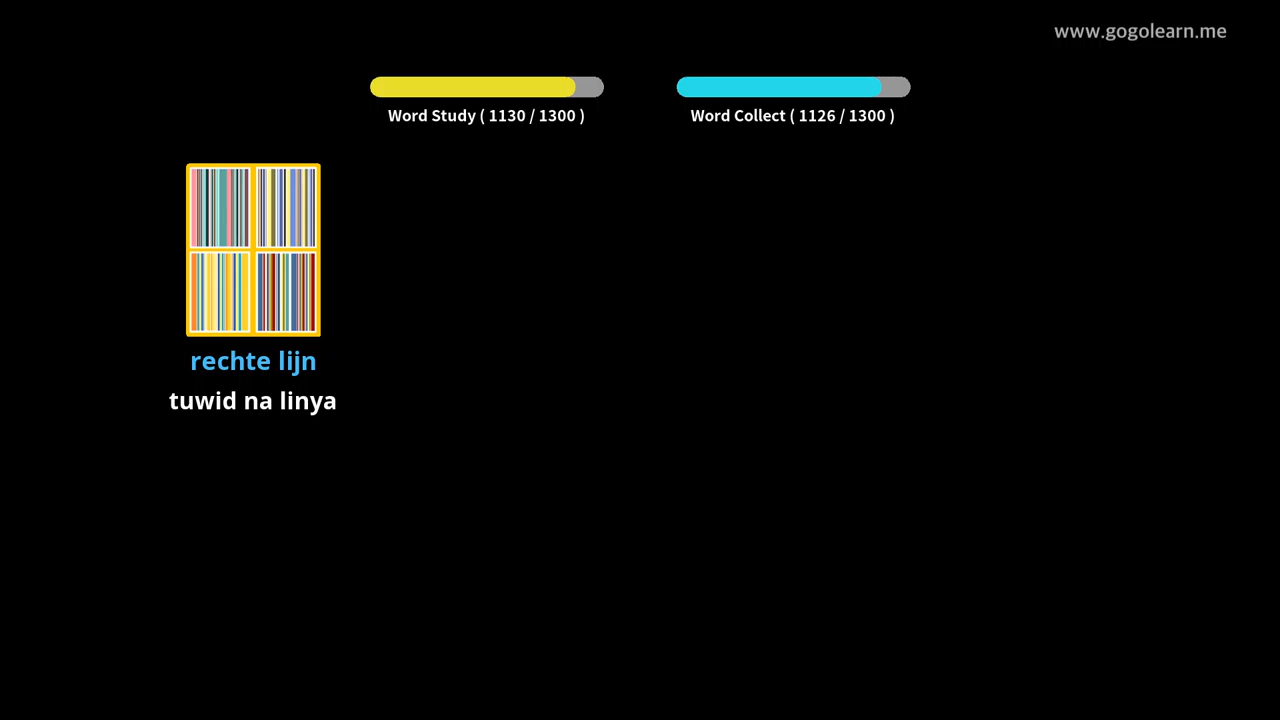 www.gogolearn.me
Word Study ( 1130 / 1300 )
Word Collect ( 1126 / 1300 )
rechte lijn
tuwid na linya